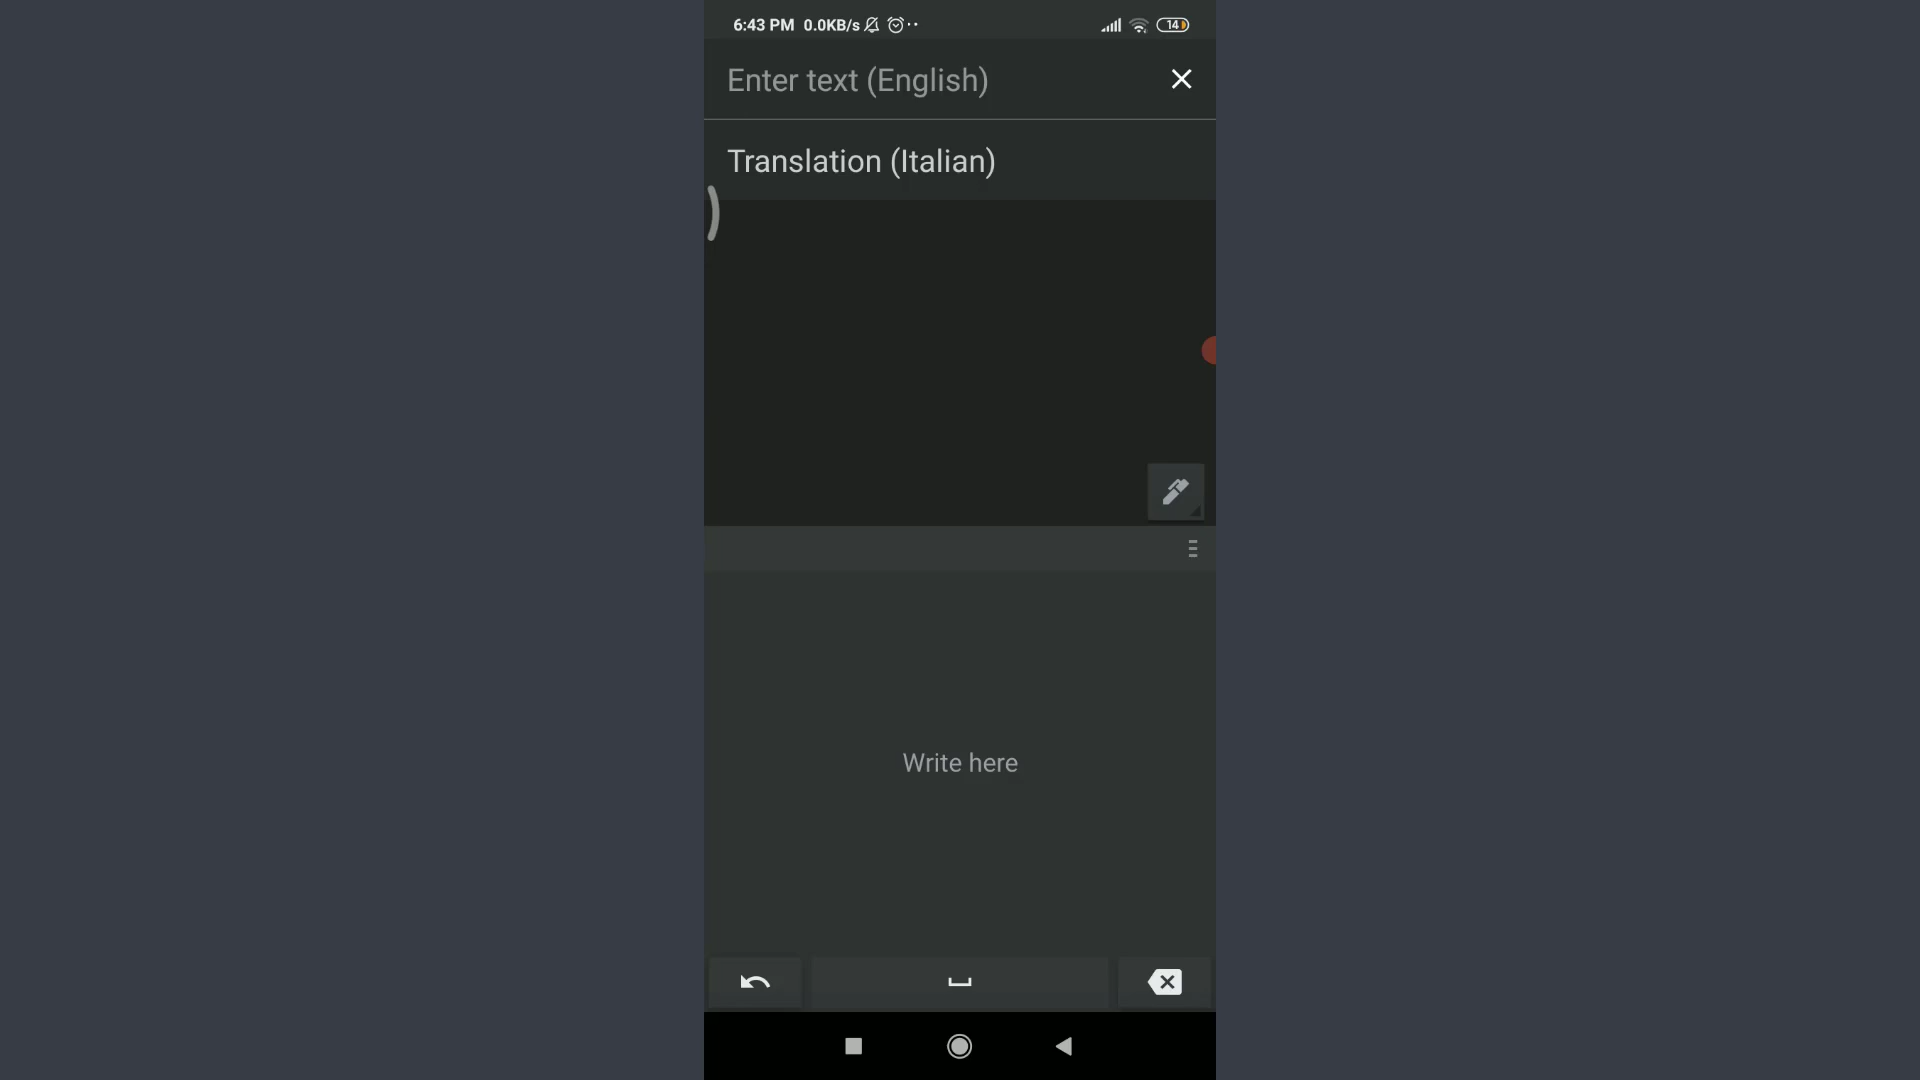 6:43 PM 0.0KB/s 14
Enter text (English)
Translation (Italian)
Write here